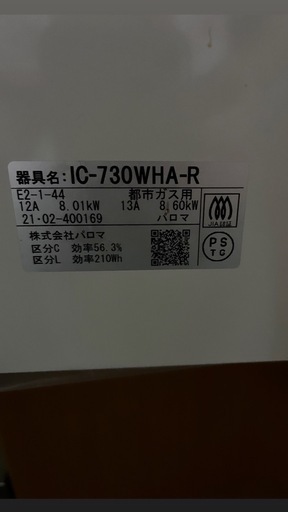 器具名:IC-730WHA-R
E2-1-44 都市ガス用
12A 8.01kW 13A 8.60kW
21・02-400169 パロマ
株式会社パロマ
区分C 効率56.3%
区分L 効率210Wh
PS
TG